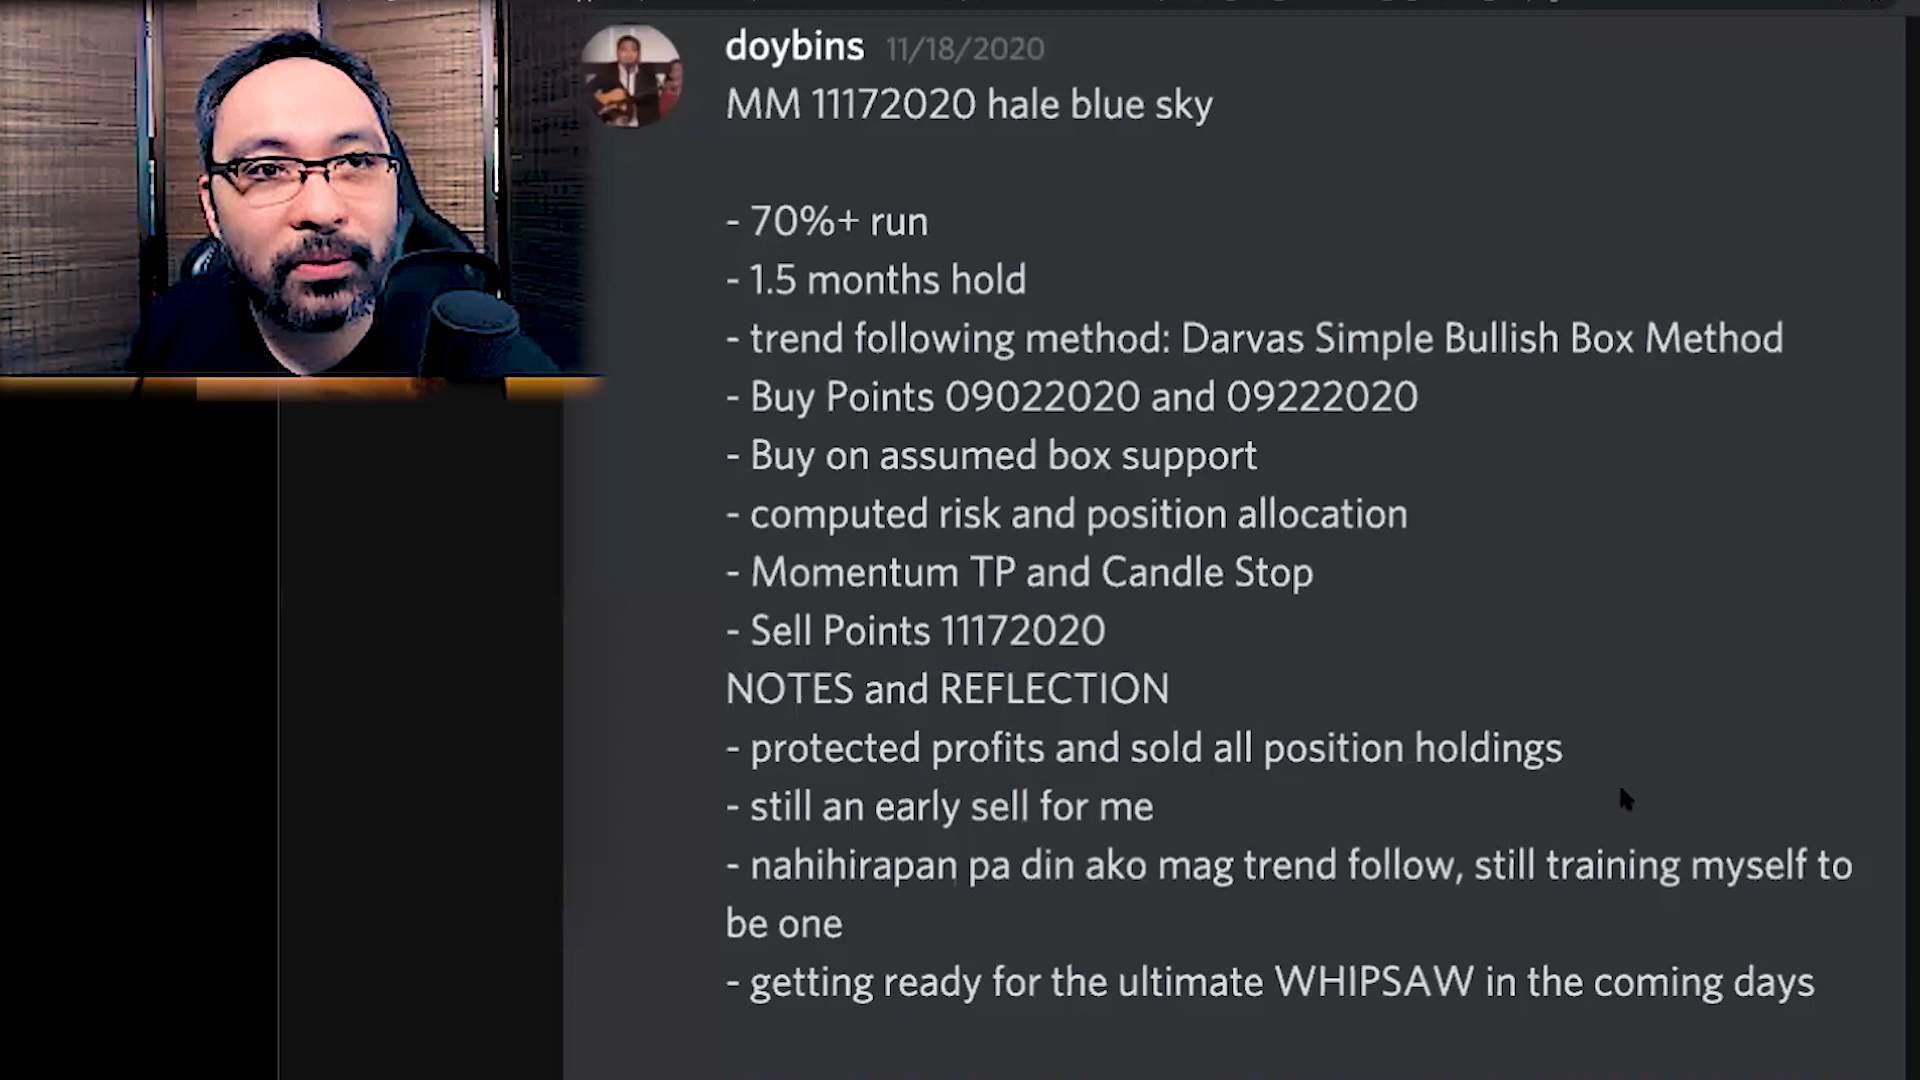 doybins 11/18/2020
MM 11172020 hale blue sky
- 70%+ run
- 1.5 months hold
- trend following method: Darvas Simple Bullish Box Method
- Buy Points 09022020 and 09222020
- Buy on assumed box support
- computed risk and position allocation
- Momentum TP and Candle Stop
- Sell Points 11172020
NOTES and REFLECTION
- protected profits and sold all position holdings
- still an early sell for me
- nahihirapan pa din ako mag trend follow, still training myself to
be one
- getting ready for the ultimate WHIPSAW in the coming days